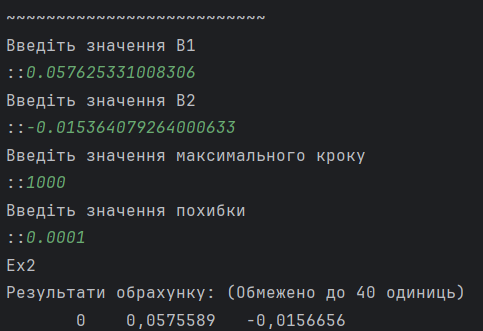 ~~~~~~~~~~~~~~~~~~~~~~~~~~
Введіть значення B1
::0.057625331008306
Введіть значення B2
::-0.015364079264000633
Введіть значення максимального кроку
::1000
Введіть значення похибки
::0.0001
Ex2
Результати обрахунку: (Обмежено до 40 одиниць)
0 0,0575589 -0,0156656